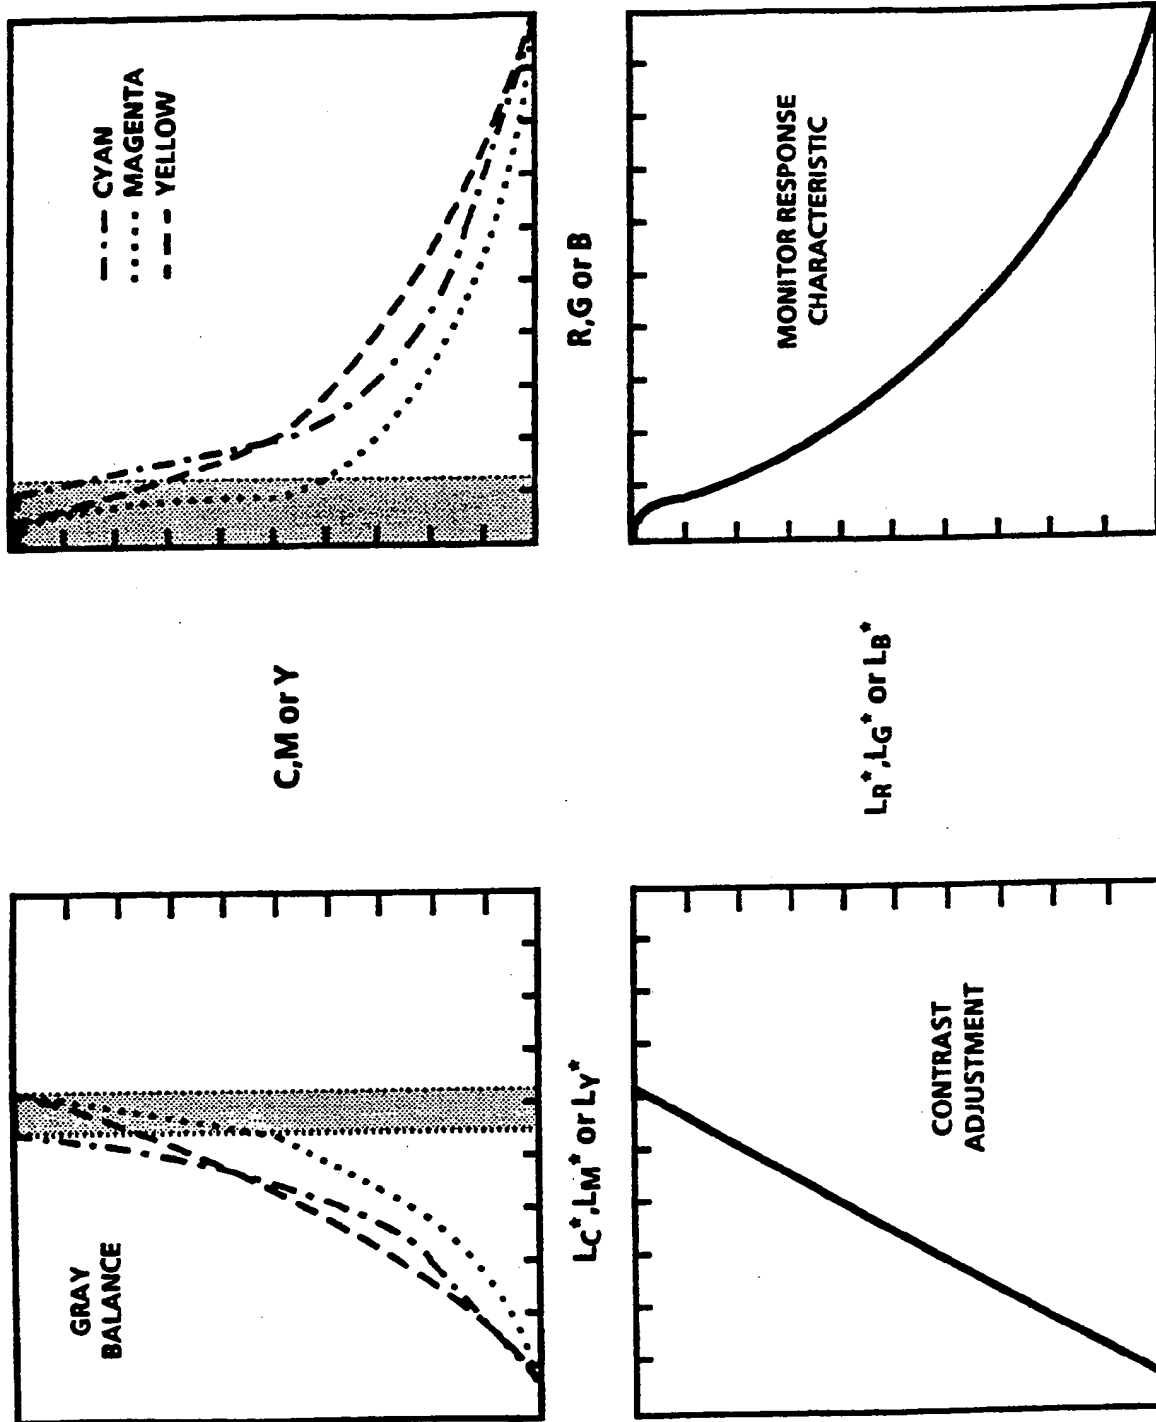 GRAY
BALANCE
C,M or Y
CYAN
MAGENTA
YELLOW
LC*,LM* or LY*
R,G or B
CONTRAST
ADJUSTMENT
LR*,LG* or LB*
MONITOR RESPONSE
CHARACTERISTIC